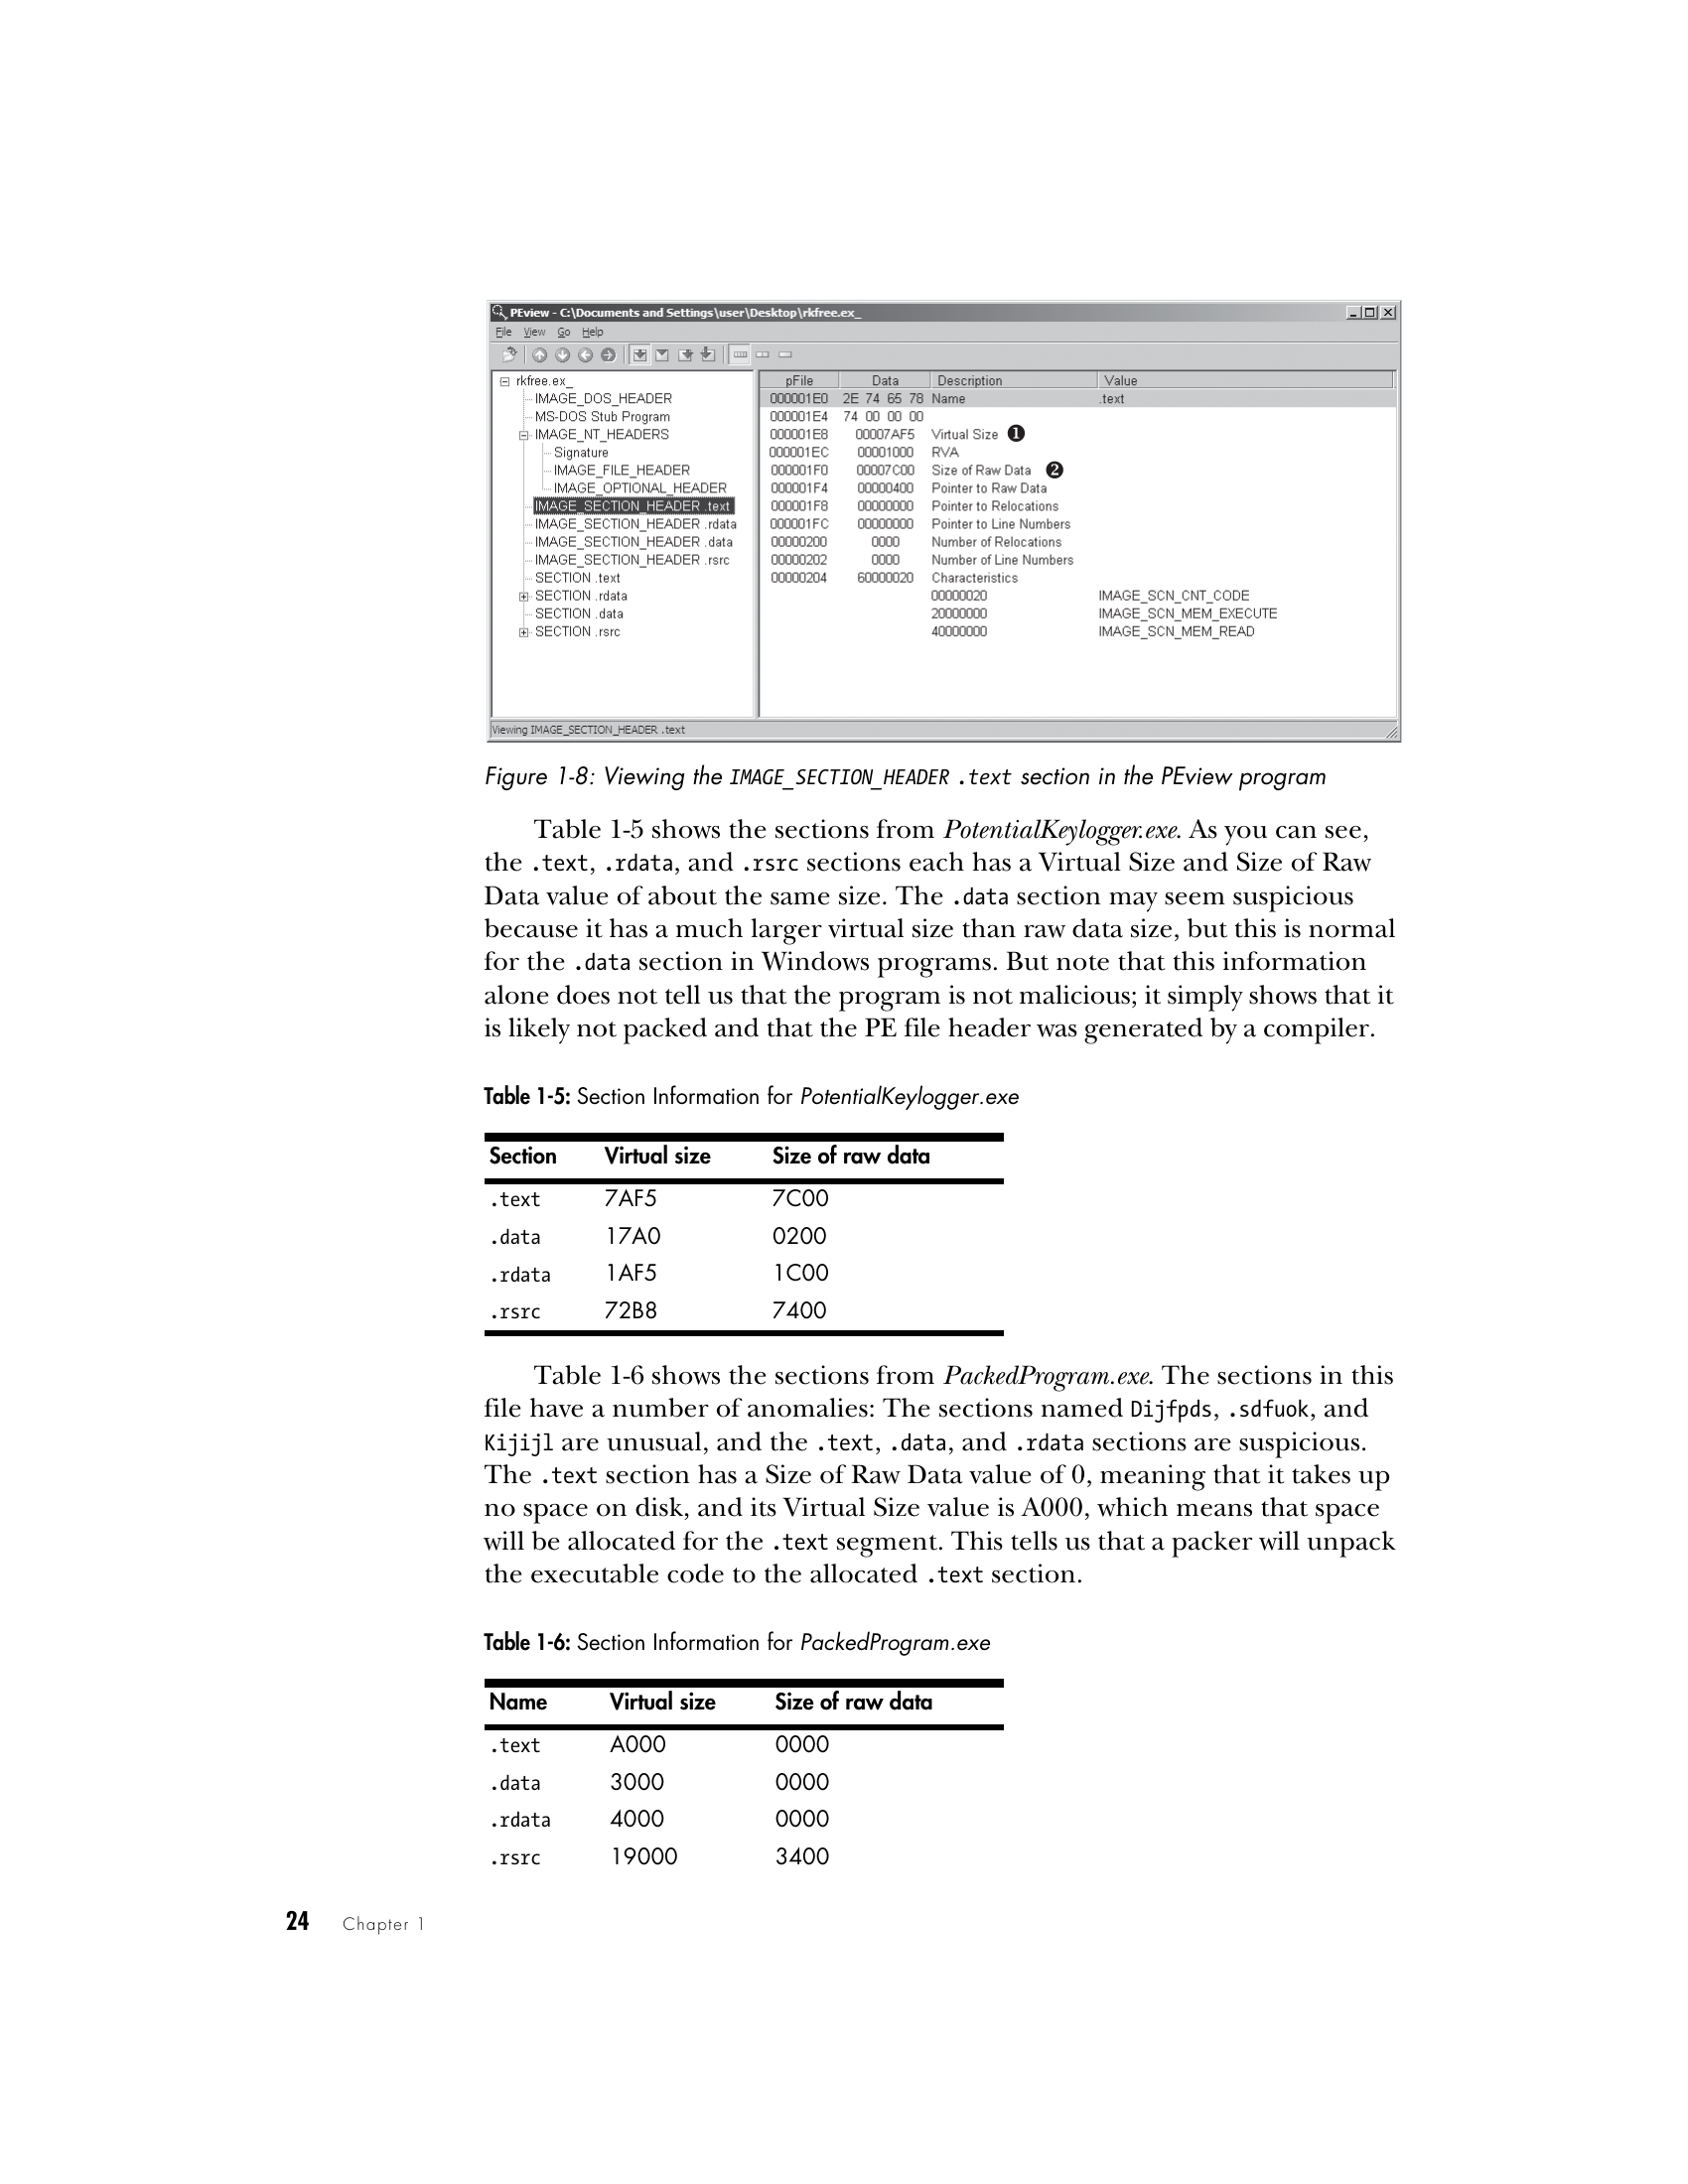 PEview - C:\Documents and Settings\user\Desktop\rkfree.ex_
File View Go Help
rkfree.ex_
IMAGE_DOS_HEADER
MS-DOS Stub Program
IMAGE_NT_HEADERS
Signature
IMAGE_FILE_HEADER
IMAGE_OPTIONAL_HEADER
IMAGE_SECTION_HEADER .text
IMAGE_SECTION_HEADER .rdata
IMAGE_SECTION_HEADER .data
IMAGE_SECTION_HEADER .rsrc
SECTION .text
SECTION .rdata
SECTION .data
SECTION .rsrc
pFile Data Description Value
000001E0 2E 74 65 78 Name .text
000001E4 74 00 00 00
000001E8 00007AF5 Virtual Size ❶
000001EC 00001000 RVA
000001F0 00007C00 Size of Raw Data ❷
000001F4 00000400 Pointer to Raw Data
000001F8 00000000 Pointer to Relocations
000001FC 00000000 Pointer to Line Numbers
00000200 0000 Number of Relocations
00000202 0000 Number of Line Numbers
00000204 60000020 Characteristics
00000020 IMAGE_SCN_CNT_CODE
20000000 IMAGE_SCN_MEM_EXECUTE
40000000 IMAGE_SCN_MEM_READ
Viewing IMAGE_SECTION_HEADER .text
Figure 1-8: Viewing the IMAGE_SECTION_HEADER .text section in the PEview program
Table 1-5 shows the sections from PotentialKeylogger.exe. As you can see,
the .text, .rdata, and .rsrc sections each has a Virtual Size and Size of Raw
Data value of about the same size. The .data section may seem suspicious
because it has a much larger virtual size than raw data size, but this is normal
for the .data section in Windows programs. But note that this information
alone does not tell us that the program is not malicious; it simply shows that it
is likely not packed and that the PE file header was generated by a compiler.
Table 1-5: Section Information for PotentialKeylogger.exe
Section Virtual size Size of raw data
.text 7AF5 7C00
.data 17A0 0200
.rdata 1AF5 1C00
.rsrc 72B8 7400
Table 1-6 shows the sections from PackedProgram.exe. The sections in this
file have a number of anomalies: The sections named Dijfpds, .sdfuok, and
Kijijl are unusual, and the .text, .data, and .rdata sections are suspicious.
The .text section has a Size of Raw Data value of 0, meaning that it takes up
no space on disk, and its Virtual Size value is A000, which means that space
will be allocated for the .text segment. This tells us that a packer will unpack
the executable code to the allocated .text section.
Table 1-6: Section Information for PackedProgram.exe
Name Virtual size Size of raw data
.text A000 0000
.data 3000 0000
.rdata 4000 0000
.rsrc 19000 3400
24 Chapter 1